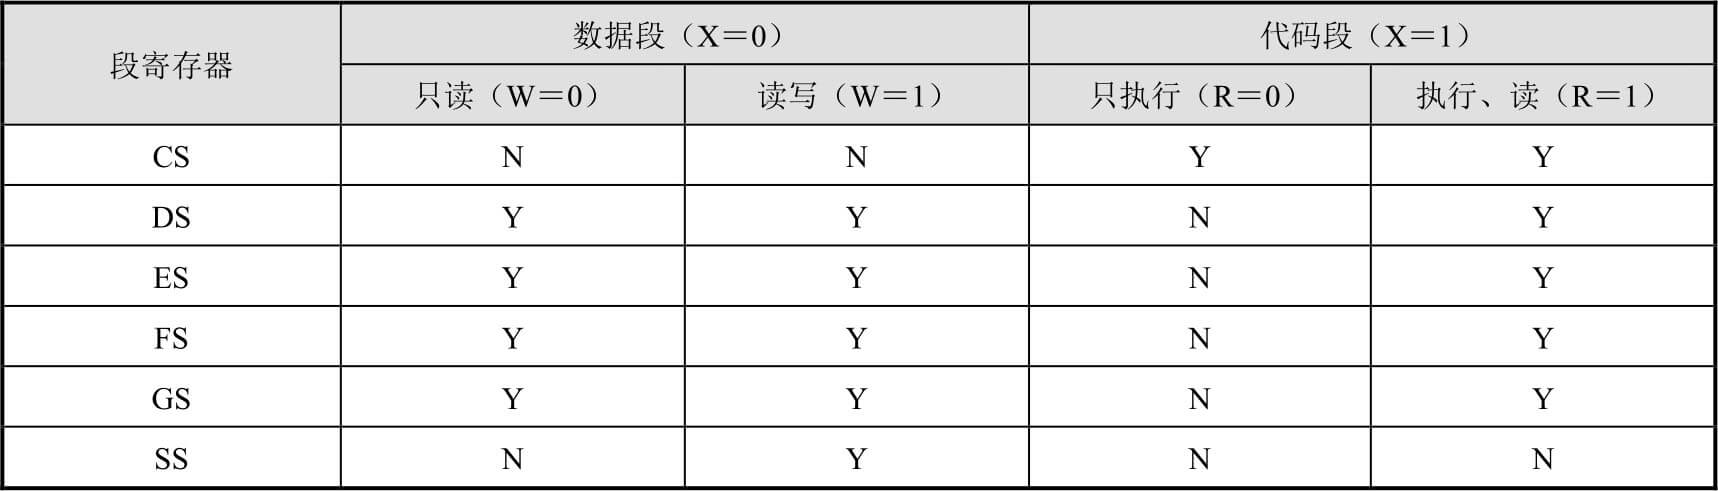 段寄存器 数据段（X＝0） 代码段（X＝1）
只读（W＝0） 读写（W＝1） 只执行（R＝0） 执行、读（R＝1）
CS N N Y Y
DS Y Y N Y
ES Y Y N Y
FS Y Y N Y
GS Y Y N Y
SS N Y N N